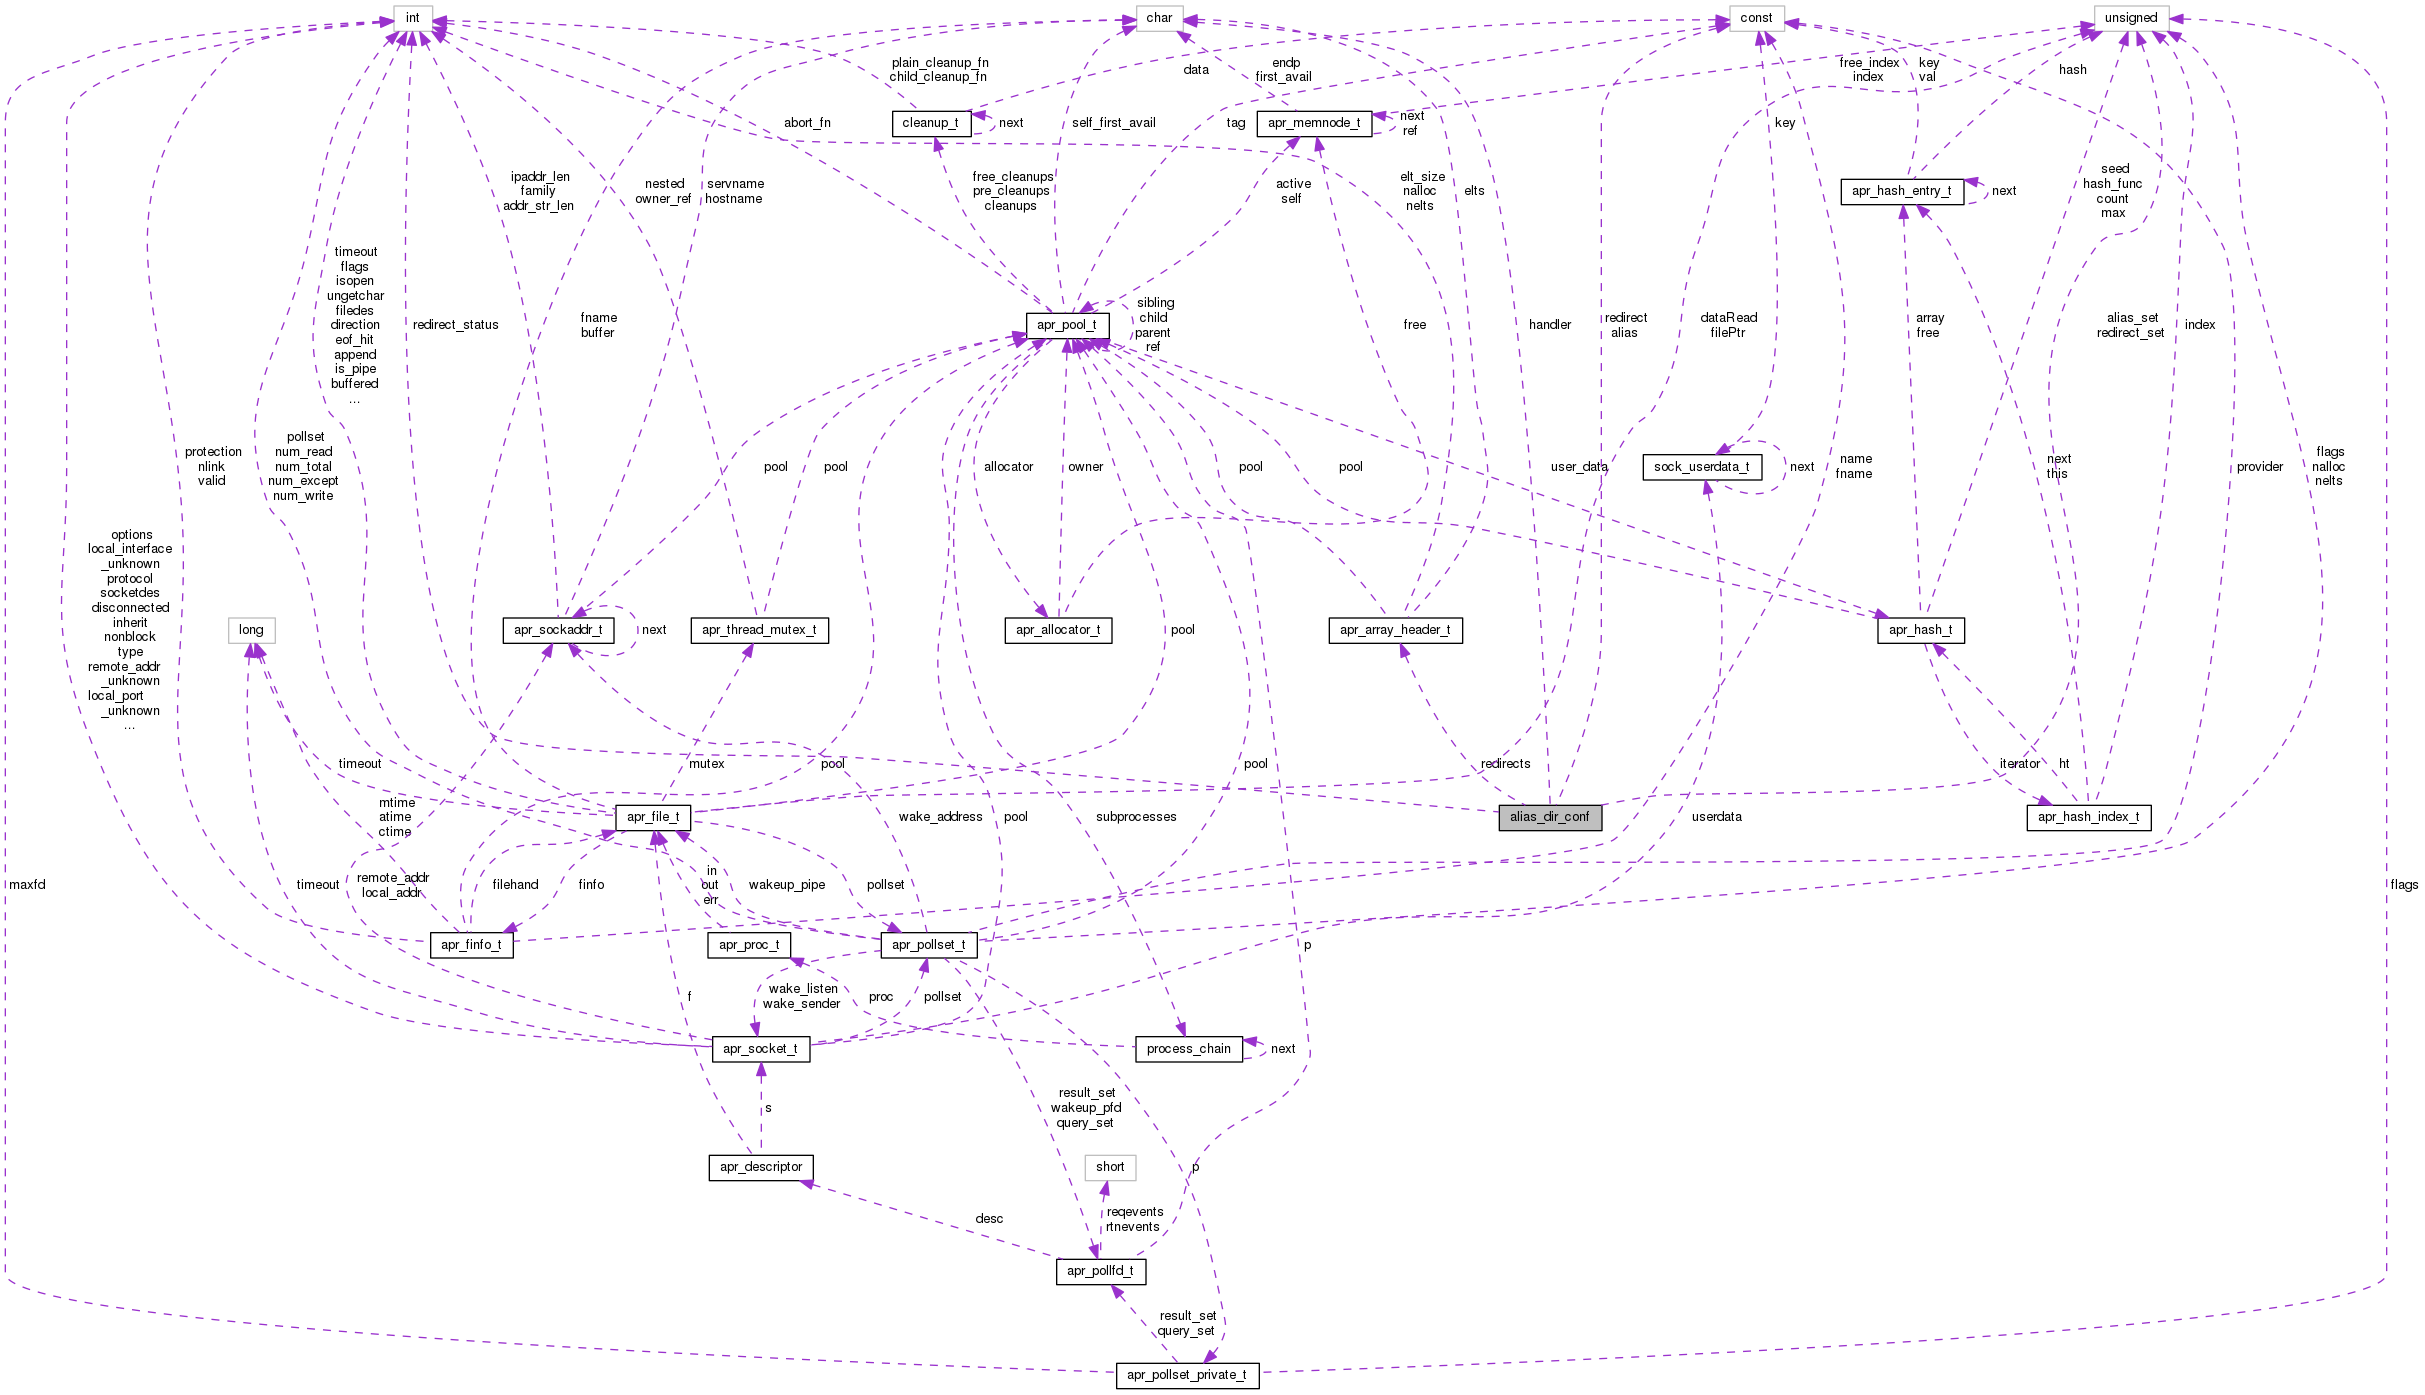 int
char
const
unsigned
plain_cleanup_fn
child_cleanup_fn
data
endp
first_avail
free_index
index
key
val
hash
cleanup_t
next
abort_fn
self_first_avail
tag
apr_memnode_t
next
ref
key
seed
hash_func
count
max
apr_hash_entry_t
next
ipaddr_len
family
addr_str_len
nested
owner_ref
servname
hostname
free_cleanups
pre_cleanups
cleanups
active
self
elt_size
nalloc
nelts
elts
timeout
flags
isopen
ungetchar
filedes
direction
eof_hit
append
is_pipe
buffered
...
redirect_status
fname
buffer
apr_pool_t
sibling
child
parent
ref
free
handler
redirect
alias
dataRead
filePtr
array
free
alias_set
redirect_set
index
protection
nlink
valid
pollset
num_read
num_total
num_except
num_write
pool
pool
allocator
owner
pool
pool
user_data
sock_userdata_t
next
name
fname
next
this
provider
flags
nalloc
nelts
options
local_interface
_unknown
protocol
socketdes
disconnected
inherit
nonblock
type
remote_addr
_unknown
local_port
_unknown
...
long
apr_sockaddr_t
next
apr_thread_mutex_t
apr_allocator_t
pool
apr_array_header_t
apr_hash_t
timeout
mutex
pool
pool
redirects
iterator
ht
mtime
atime
ctime
apr_file_t
wake_address
subprocesses
alias_dir_conf
userdata
apr_hash_index_t
pool
maxfd
timeout
remote_addr
local_addr
filehand
finfo
in
out
err
wakeup_pipe
pollset
flags
apr_finfo_t
apr_proc_t
apr_pollset_t
p
f
wake_listen
wake_sender
proc
pollset
apr_socket_t
process_chain
next
s
result_set
wakeup_pfd
query_set
apr_descriptor
short
p
desc
reqevents
rtnevents
apr_pollfd_t
result_set
query_set
apr_pollset_private_t